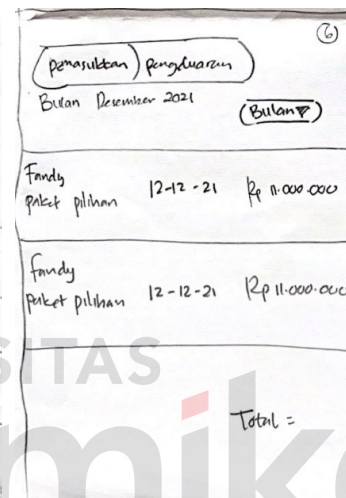 6
Pemasukkan Pengeluaran
Bulan Desember 2021
Bulan
Fandy
paket pilihan 12-12-21 Rp 11.000.000
Fandy
paket pilihan 12-12-21 Rp 11.000.000
Total =
SITAS
mika